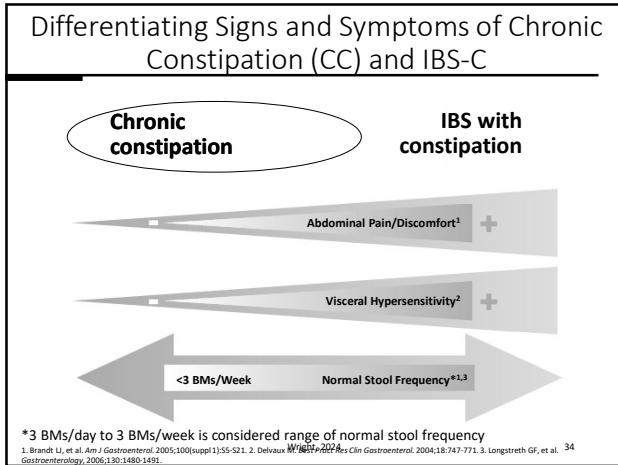 Differentiating Signs and Symptoms of Chronic
Constipation (CC) and IBS-C
Chronic
constipation
IBS with
constipation
- Abdominal Pain/Discomfort1 +
- Visceral Hypersensitivity2 +
<3 BMs/Week Normal Stool Frequency*1,3
*3 BMs/day to 3 BMs/week is considered range of normal stool frequency
1. Brandt LJ, et al. Am J Gastroenterol. 2005;100(suppl 1):S5-S21. 2. Delvaux M. Best Pract Res Clin Gastroenterol. 2004;18:747-771. 3. Longstreth GF, et al.
Gastroenterology, 2006;130:1480-1491.
Wright, 2024
34